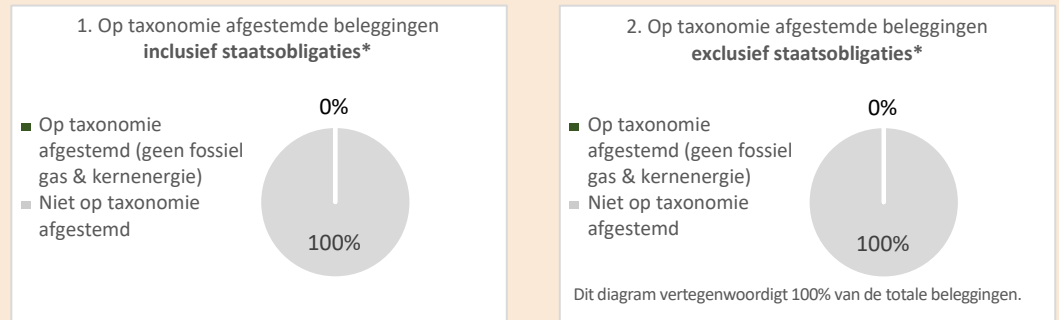 1. Op taxonomie afgestemde beleggingen
inclusief staatsobligaties*
0%
Op taxonomie
afgestemd (geen fossiel
gas & kernenergie)
Niet op taxonomie
afgestemd
100%
2. Op taxonomie afgestemde beleggingen
exclusief staatsobligaties*
0%
Op taxonomie
afgestemd (geen fossiel
gas & kernenergie)
Niet op taxonomie
afgestemd
100%
Dit diagram vertegenwoordigt 100% van de totale beleggingen.